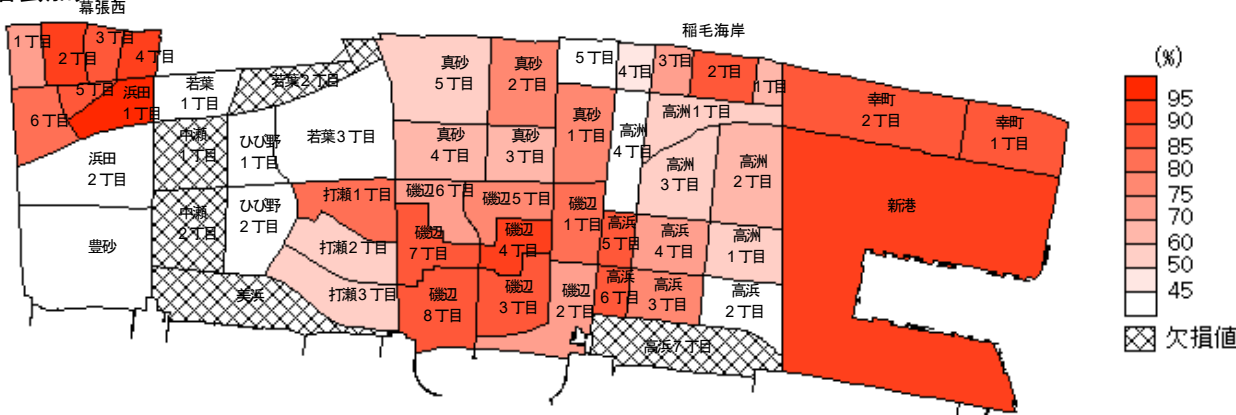 幕張西
稲毛海岸
1丁目
2丁目
3丁目
4丁目
5丁目
6丁目
浜田
1丁目
浜田
2丁目
豊砂
若葉
1丁目
若葉2丁目
若葉3丁目
中瀬
1丁目
中瀬
2丁目
ひび野
1丁目
ひび野
2丁目
美浜
打瀬1丁目
打瀬2丁目
打瀬3丁目
真砂
5丁目
真砂
2丁目
真砂
4丁目
真砂
3丁目
真砂
1丁目
磯辺6丁目
磯辺5丁目
磯辺
7丁目
磯辺
4丁目
磯辺
1丁目
磯辺
8丁目
磯辺
3丁目
磯辺
2丁目
5丁目
4丁目
3丁目
2丁目
1丁目
高洲
4丁目
高洲1丁目
高洲
3丁目
高洲
2丁目
高洲
1丁目
高浜
5丁目
高浜
4丁目
高浜
6丁目
高浜
3丁目
高浜
2丁目
高浜7丁目
幸町
2丁目
幸町
1丁目
新港
(%)
95
90
85
80
75
70
60
50
45
欠損値